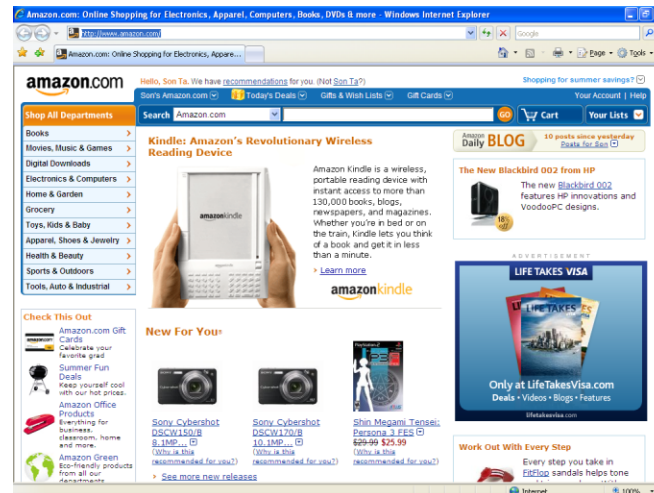 Amazon.com: Online Shopping for Electronics, Apparel, Computers, Books, DVDs & more - Windows Internet Explorer
http://www.amazon.com/
Google
Amazon.com: Online Shopping for Electronics, Appare...
Page
Tools
amazon.com
Hello, Son Ta. We have recommendations for you. (Not Son Ta?)
Shopping for summer savings?
Son's Amazon.com
Today's Deals
Gifts & Wish Lists
Gift Cards
Your Account | Help
Shop All Departments
Search Amazon.com
GO
Cart
Your Lists
Books
Movies, Music & Games
Digital Downloads
Electronics & Computers
Home & Garden
Grocery
Toys, Kids & Baby
Apparel, Shoes & Jewelry
Health & Beauty
Sports & Outdoors
Tools, Auto & Industrial
Check This Out
Amazon.com Gift
Cards
Celebrate your
favorite grad
Summer Fun
Deals
Keep yourself cool
with our hot prices.
Amazon Office
Products
Everything for
business,
classroom, home
and more.
Amazon Green
Eco-friendly products
from all our
departments
Kindle: Amazon's Revolutionary Wireless
Reading Device
amazonkindle
Amazon Kindle is a wireless,
portable reading device with
instant access to more than
130,000 books, blogs,
newspapers, and magazines.
Whether you're in bed or on
the train, Kindle lets you think
of a book and get it in less
than a minute.
Learn more
amazonkindle
New For You
Sony Cybershot
DSCW150/B
8.1MP...
(Why is this
recommended for you?)
Sony Cybershot
DSCW170/B
10.1MP...
(Why is this
recommended for you?)
Shin Megami Tensei:
Persona 3 FES
$29.99 $25.99
(Why is this
recommended for you?)
See more new releases
Amazon
Daily BLOG
10 posts since yesterday
Posts for Son
The New Blackbird 002 from HP
The new Blackbird 002
features HP innovations and
VoodooPC designs.
18%
off
ADVERTISEMENT
LIFE TAKES VISA
LIFE TAKES
Only at LifeTakesVisa.com
Deals • Videos • Blogs • Features
lifetakesvisa.com
Work Out With Every Step
Every step you take in
FitFlop sandals helps tone
Internet
100%